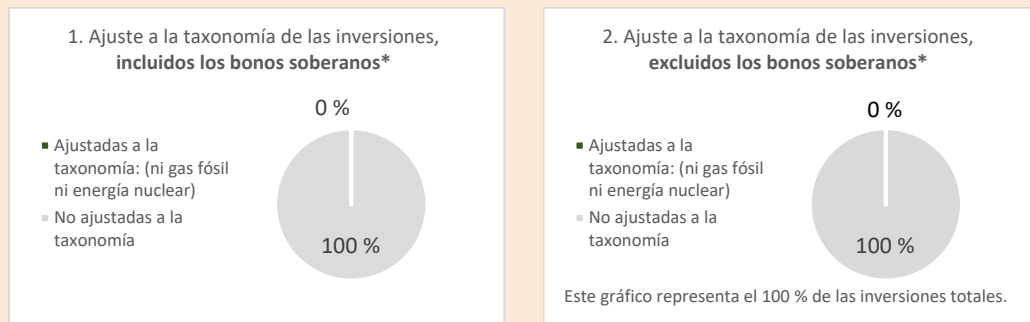 1. Ajuste a la taxonomía de las inversiones,
incluidos los bonos soberanos*
0 %
Ajustadas a la
taxonomía: (ni gas fósil
ni energía nuclear)
No ajustadas a la
taxonomía
100 %
2. Ajuste a la taxonomía de las inversiones,
excluidos los bonos soberanos*
0 %
Ajustadas a la
taxonomía: (ni gas fósil
ni energía nuclear)
No ajustadas a la
taxonomía
100 %
Este gráfico representa el 100 % de las inversiones totales.